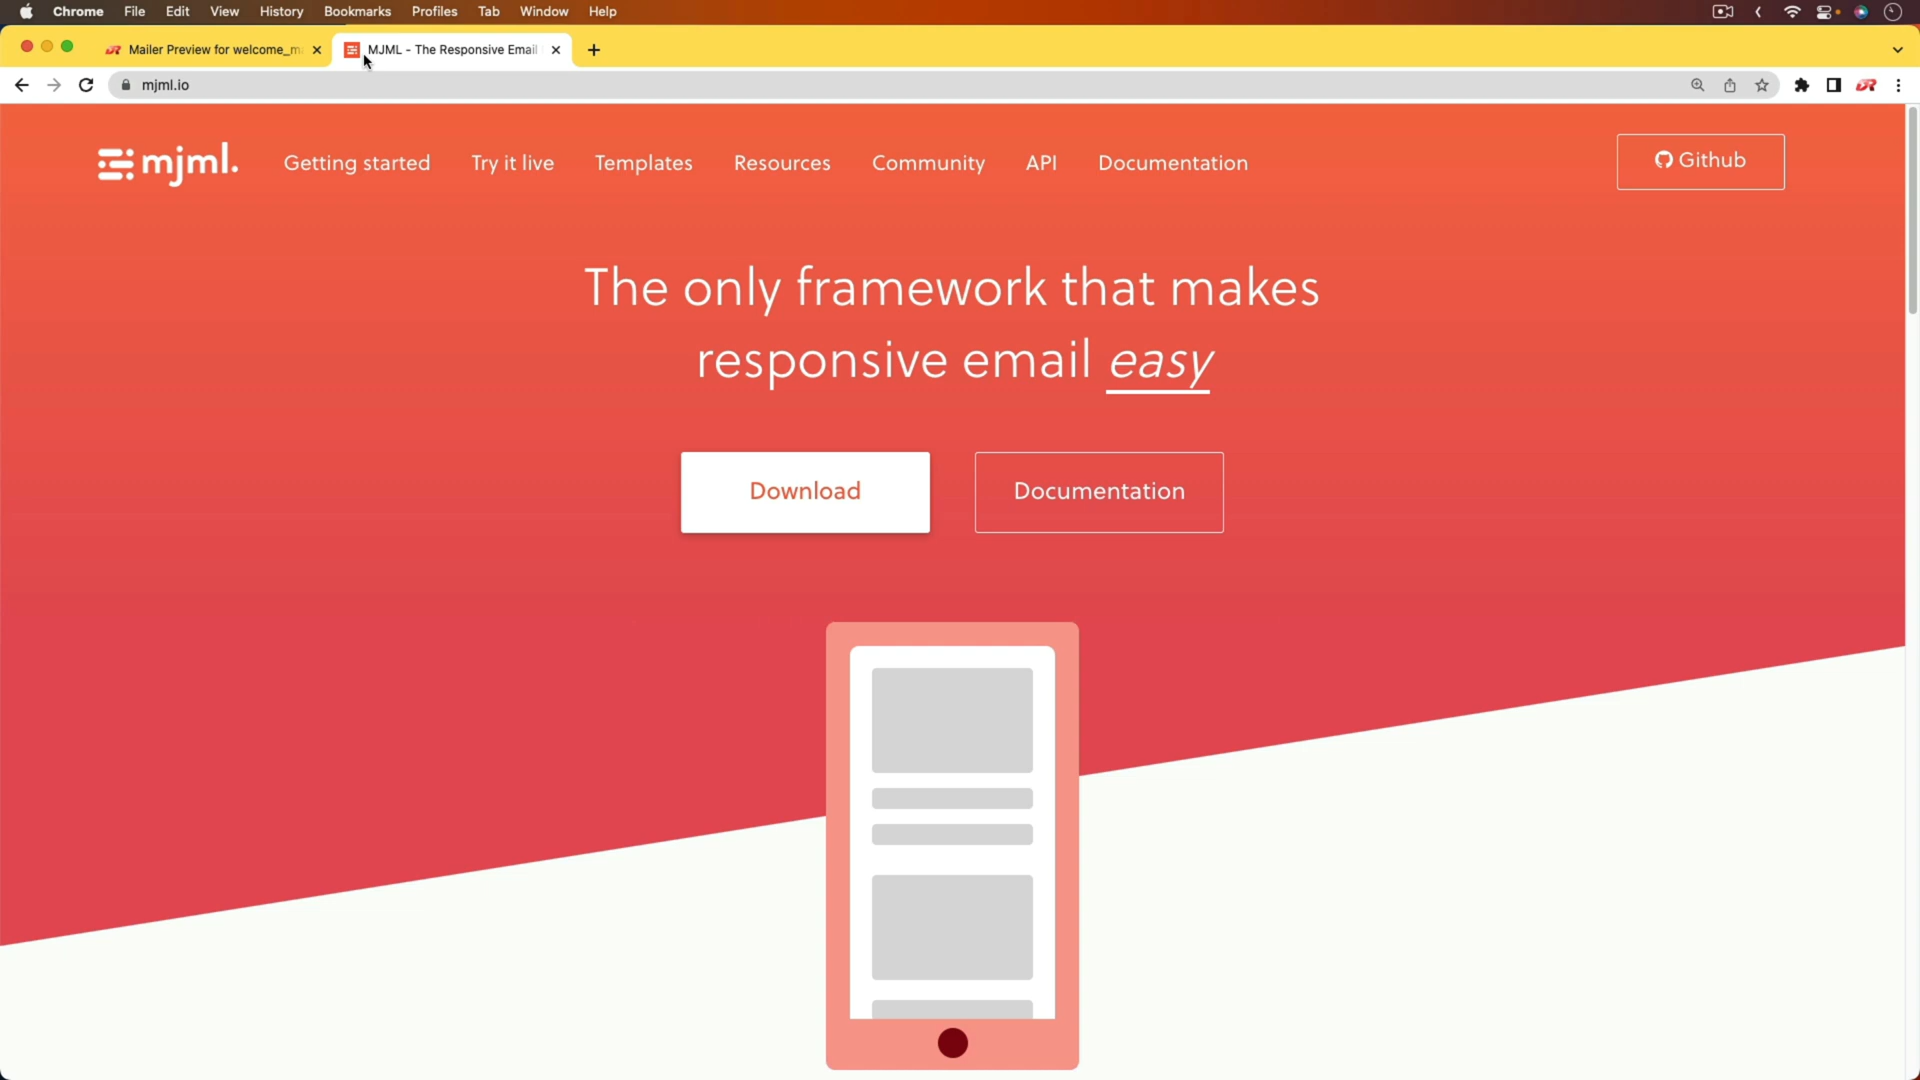 Chrome File Edit View History Bookmarks Profiles Tab Window Help
Mailer Preview for welcome_m
MJML - The Responsive Email
mjml.io
mjml. Getting started Try it live Templates Resources Community API Documentation Github
The only framework that makes
responsive email easy
Download Documentation